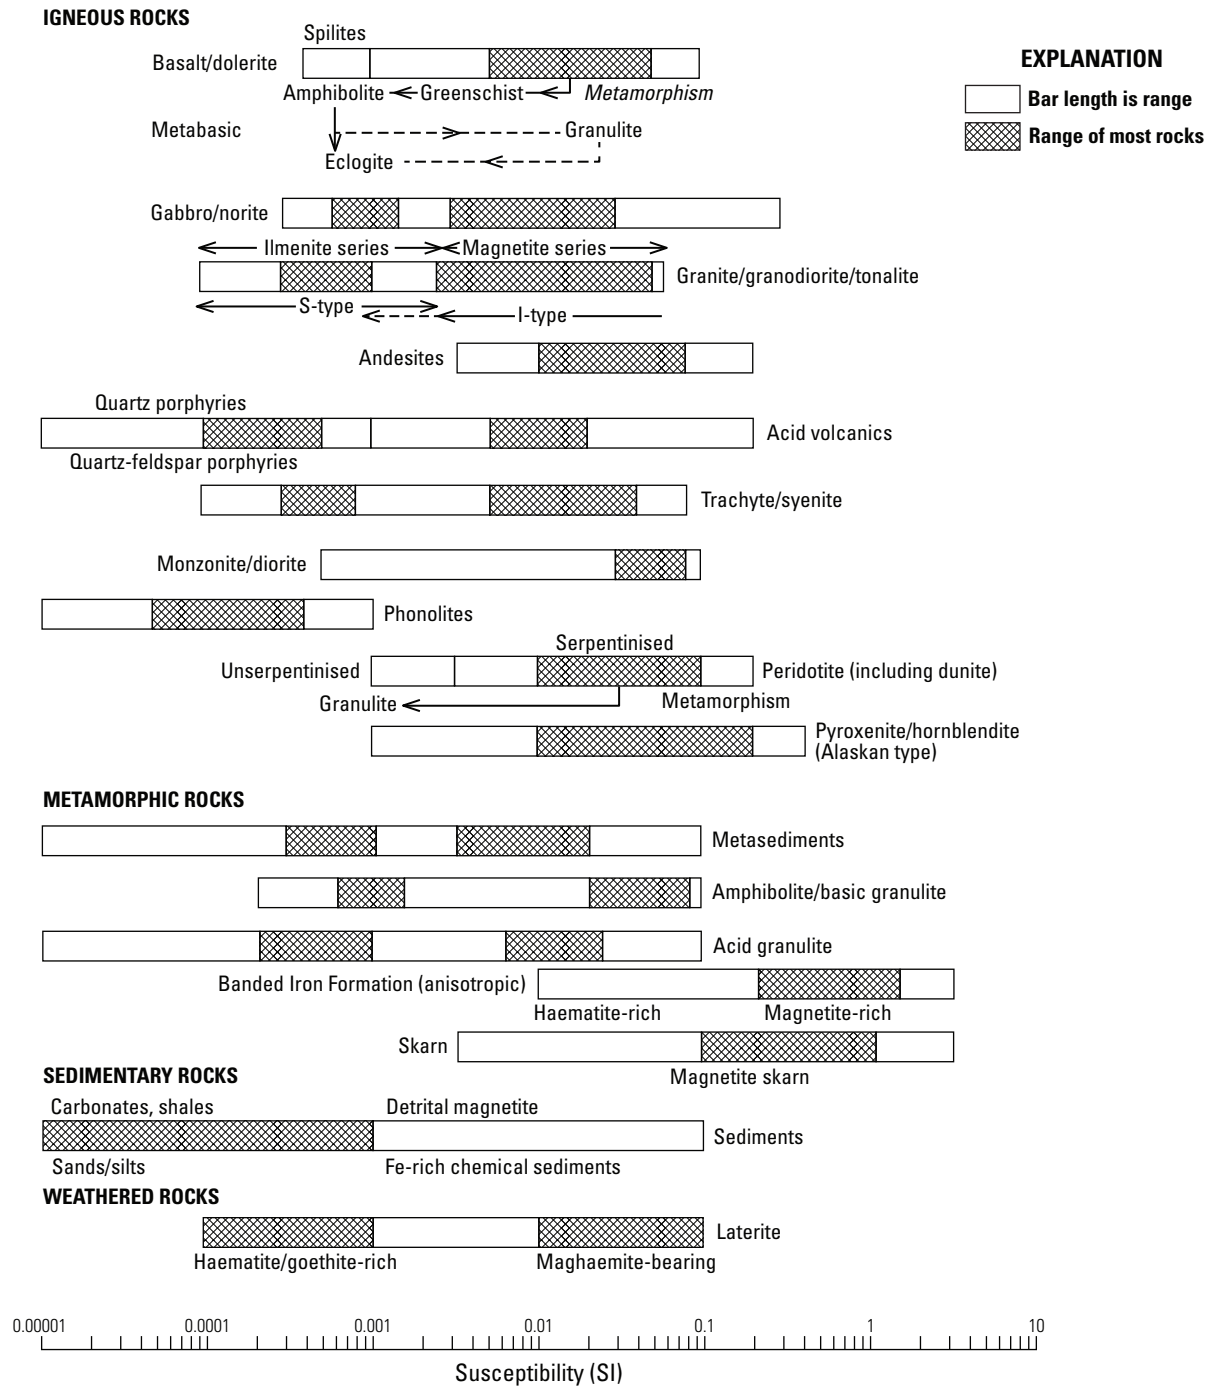 IGNEOUS ROCKS
Spilites
Basalt/dolerite
EXPLANATION
Bar length is range
Range of most rocks
Amphibolite
Greenschist
Metamorphism
Metabasic
Granulite
Eclogite
Gabbro/norite
Ilmenite series
Magnetite series
Granite/granodiorite/tonalite
S-type
I-type
Andesites
Quartz porphyries
Acid volcanics
Quartz-feldspar porphyries
Trachyte/syenite
Monzonite/diorite
Phonolites
Serpentinised
Unserpentinised
Peridotite (including dunite)
Granulite
Metamorphism
Pyroxenite/hornblendite
(Alaskan type)
METAMORPHIC ROCKS
Metasediments
Amphibolite/basic granulite
Acid granulite
Banded Iron Formation (anisotropic)
Haematite-rich
Magnetite-rich
Skarn
Magnetite skarn
SEDIMENTARY ROCKS
Carbonates, shales
Detrital magnetite
Sediments
Sands/silts
Fe-rich chemical sediments
WEATHERED ROCKS
Laterite
Haematite/goethite-rich
Maghaemite-bearing
0.00001 0.0001 0.001 0.01 0.1 1 10
Susceptibility (SI)